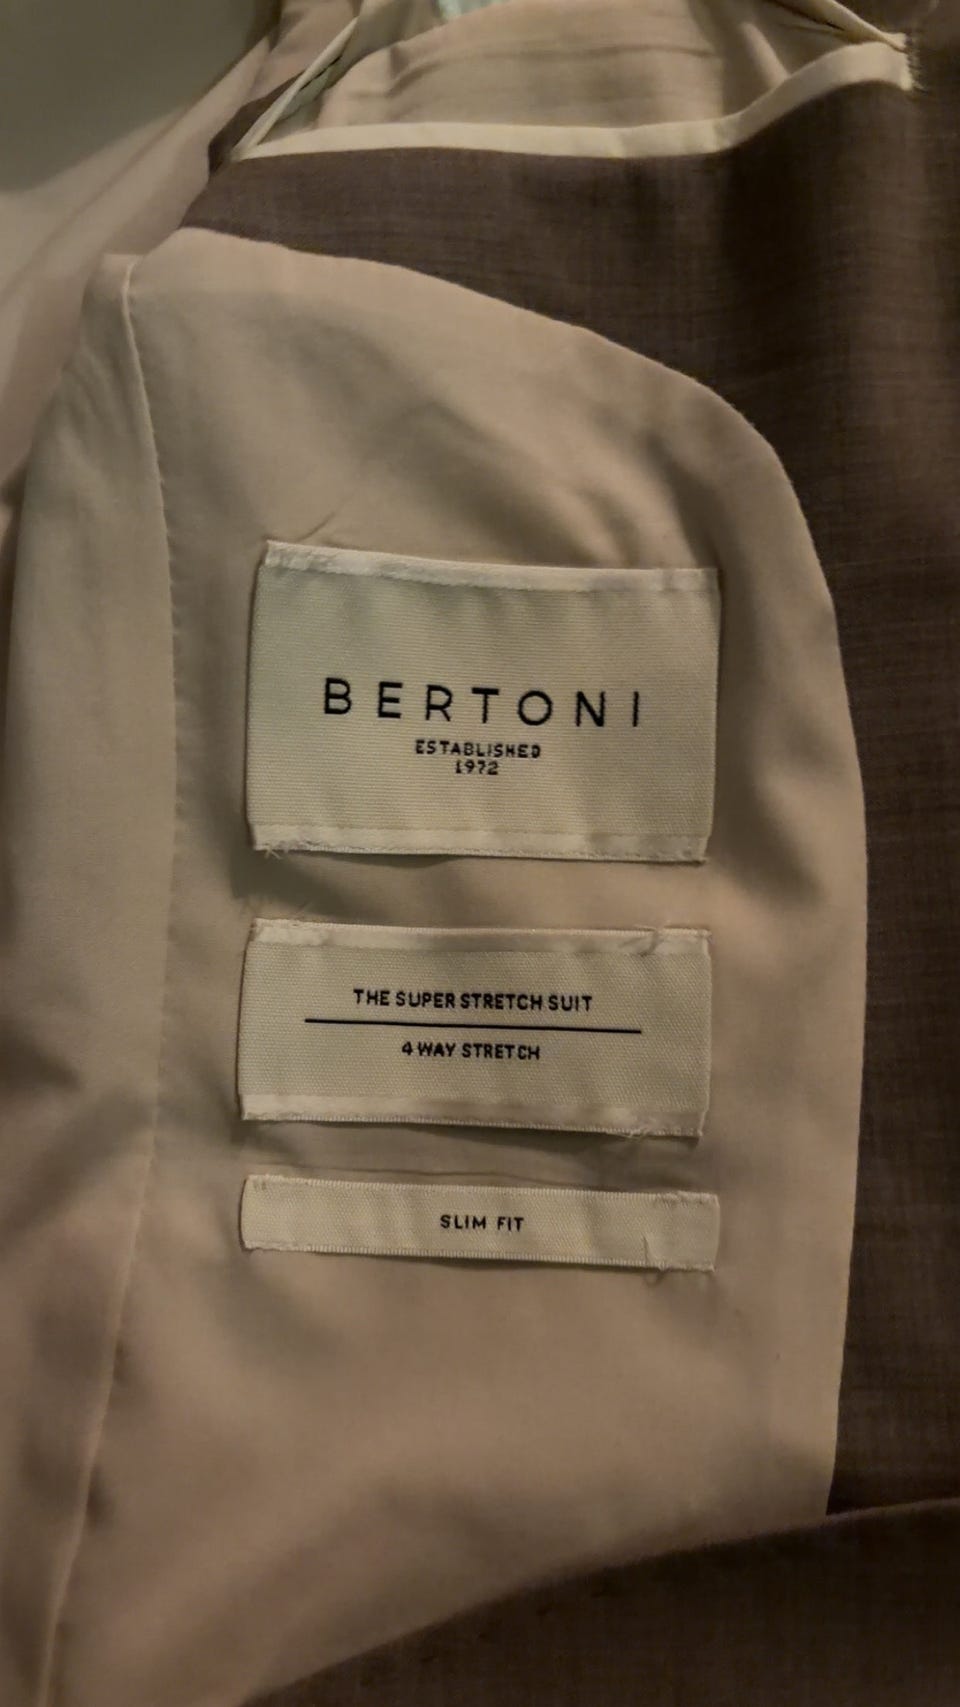 BERTONI
ESTABLISHED
1972
THE SUPER STRETCH SUIT
4 WAY STRETCH
SLIM FIT